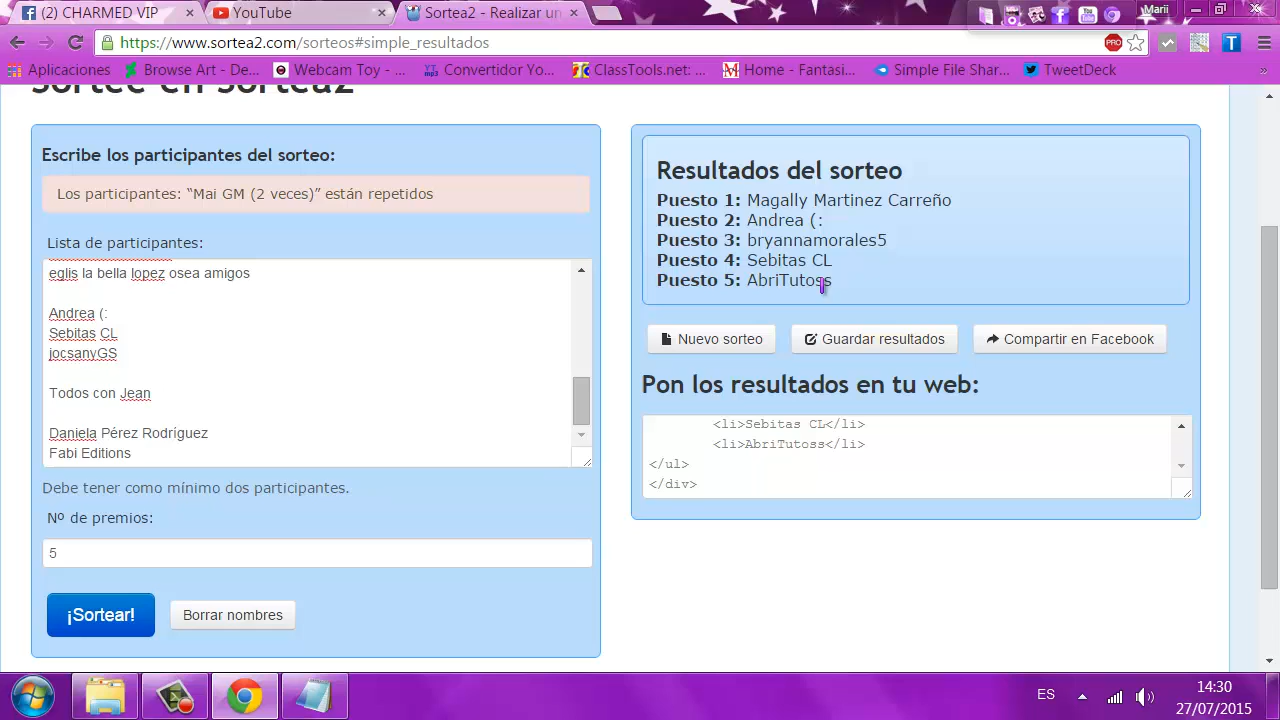 (2) CHARMED VIP
YouTube
Sortea2 - Realizar un
Marii
https://www.sortea2.com/sorteos#simple_resultados
PRO
Aplicaciones
Browse Art - De...
Webcam Toy - ...
Convertidor Yo...
ClassTools.net: ...
Home - Fantasi...
Simple File Shar...
TweetDeck
»
Sortee en Sortea2
Escribe los participantes del sorteo:
Los participantes: “Mai GM (2 veces)” están repetidos
Lista de participantes:
eglis la bella lopez osea amigos
Andrea (:
Sebitas CL
jocsanyGS
Todos con Jean
Daniela Pérez Rodríguez
Fabi Editions
Debe tener como mínimo dos participantes.
Nº de premios:
5
¡Sortear!
Borrar nombres
Resultados del sorteo
Puesto 1: Magally Martinez Carreño
Puesto 2: Andrea (:
Puesto 3: bryannamorales5
Puesto 4: Sebitas CL
Puesto 5: AbriTutoss
Nuevo sorteo
Guardar resultados
Compartir en Facebook
Pon los resultados en tu web:
<li>Sebitas CL</li>
<li>AbriTutoss</li>
</ul>
</div>
ES
14:30
27/07/2015